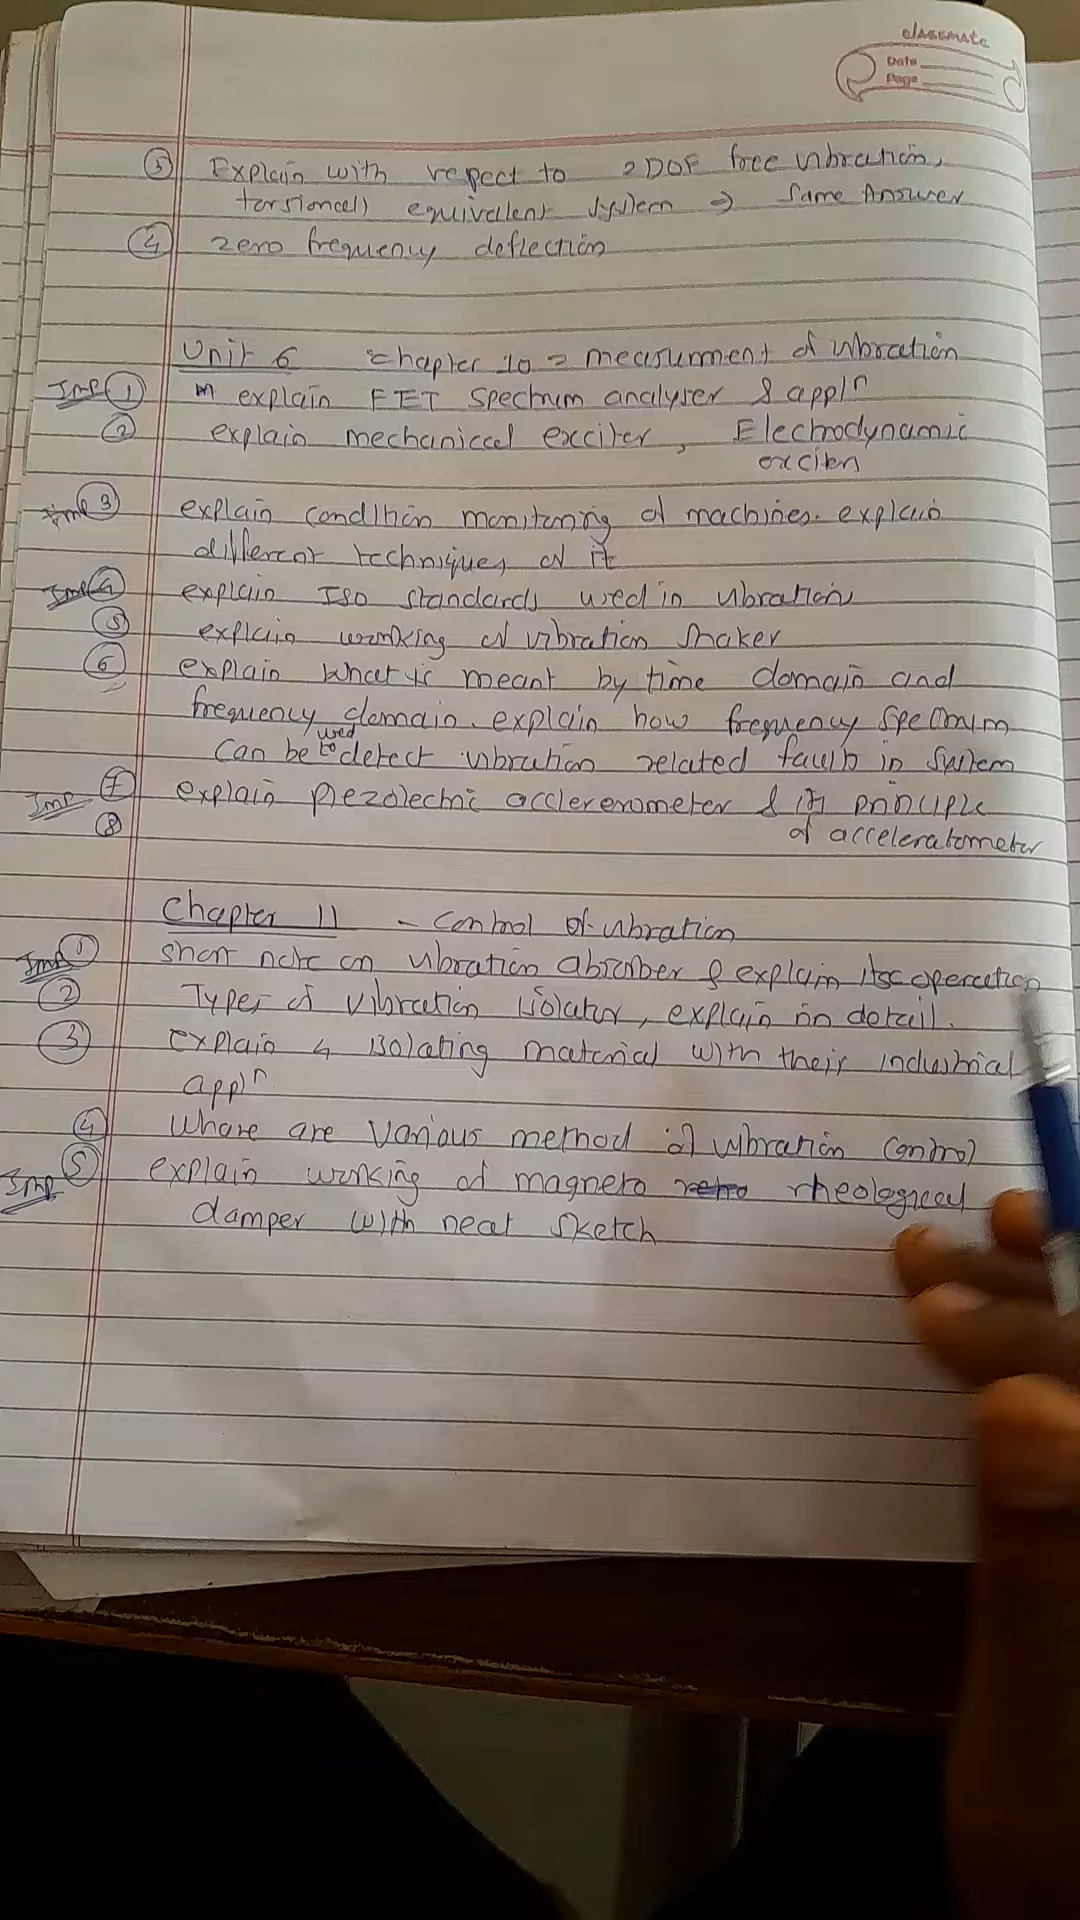 classmate
Date
Page
③ Explain with repect to 2DOF free vibration,
torsional) equivelent system ⇒ Same Answer
④ zero frequency deflection
Unit 6 chapter 10 = measurment of vibration
Imp ① explain FFT Spectrum analyser & appln
② explain mechanical exciter, Electrodynamic
exciters
Imp ③ explain condition monitoring of machines. explain
different techniques of it
Imp ④ explain ISO standards used in vibration
⑤ explain working of vibration shaker
⑥ explain what is meant by time domain and
frequency domain. explain how frequency spectrum
can be used to detect vibration related faults in system
Imp ⑦ explain piezolectric acclerenometer & its principle
⑧ of acceleratometer
Chapter 11 - Control of vibration
Imp ① Short note on vibration absorber & explain its operation
② Types of vibration isolator, explain in detail.
③ explain 4 isolating material with their industrial
appln
④ Whare are various method of vibration control
Imp ⑤ explain working of magneto rheological
damper with neat sketch